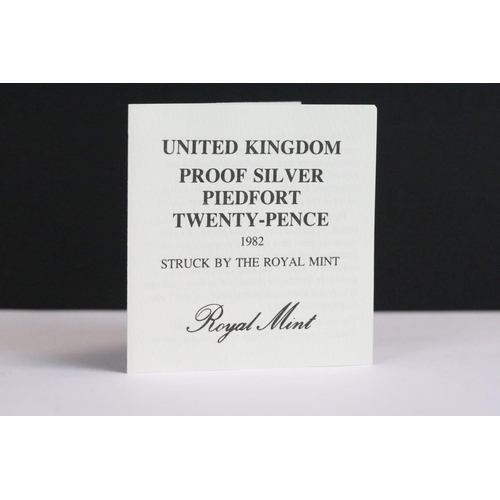 UNITED KINGDOM
PROOF SILVER
PIEDFORT
TWENTY-PENCE
1982
STRUCK BY THE ROYAL MINT
Royal Mint